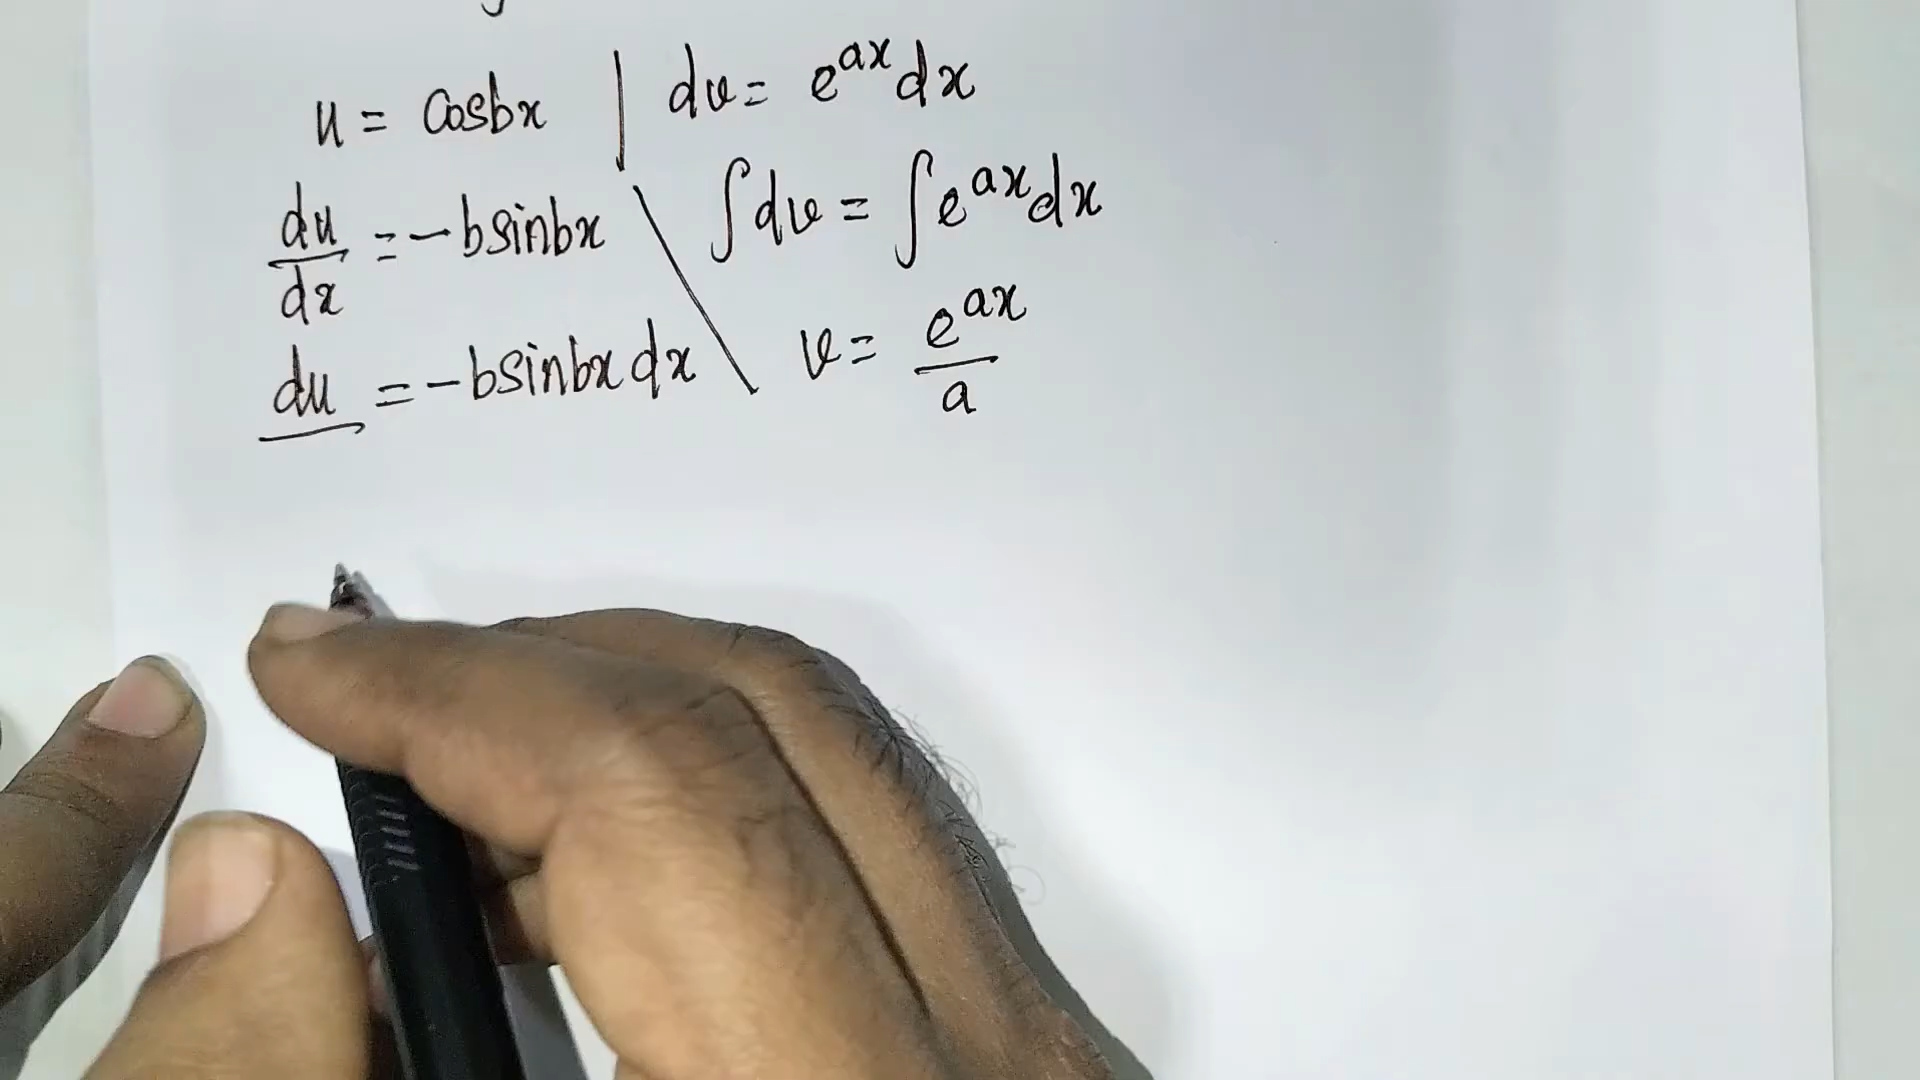 u = cosbx | dv = e^{ax} dx
du/dx = -bsinbx \ ∫dv = ∫e^{ax}dx
du = -bsinbx dx \ v = e^{ax}/a